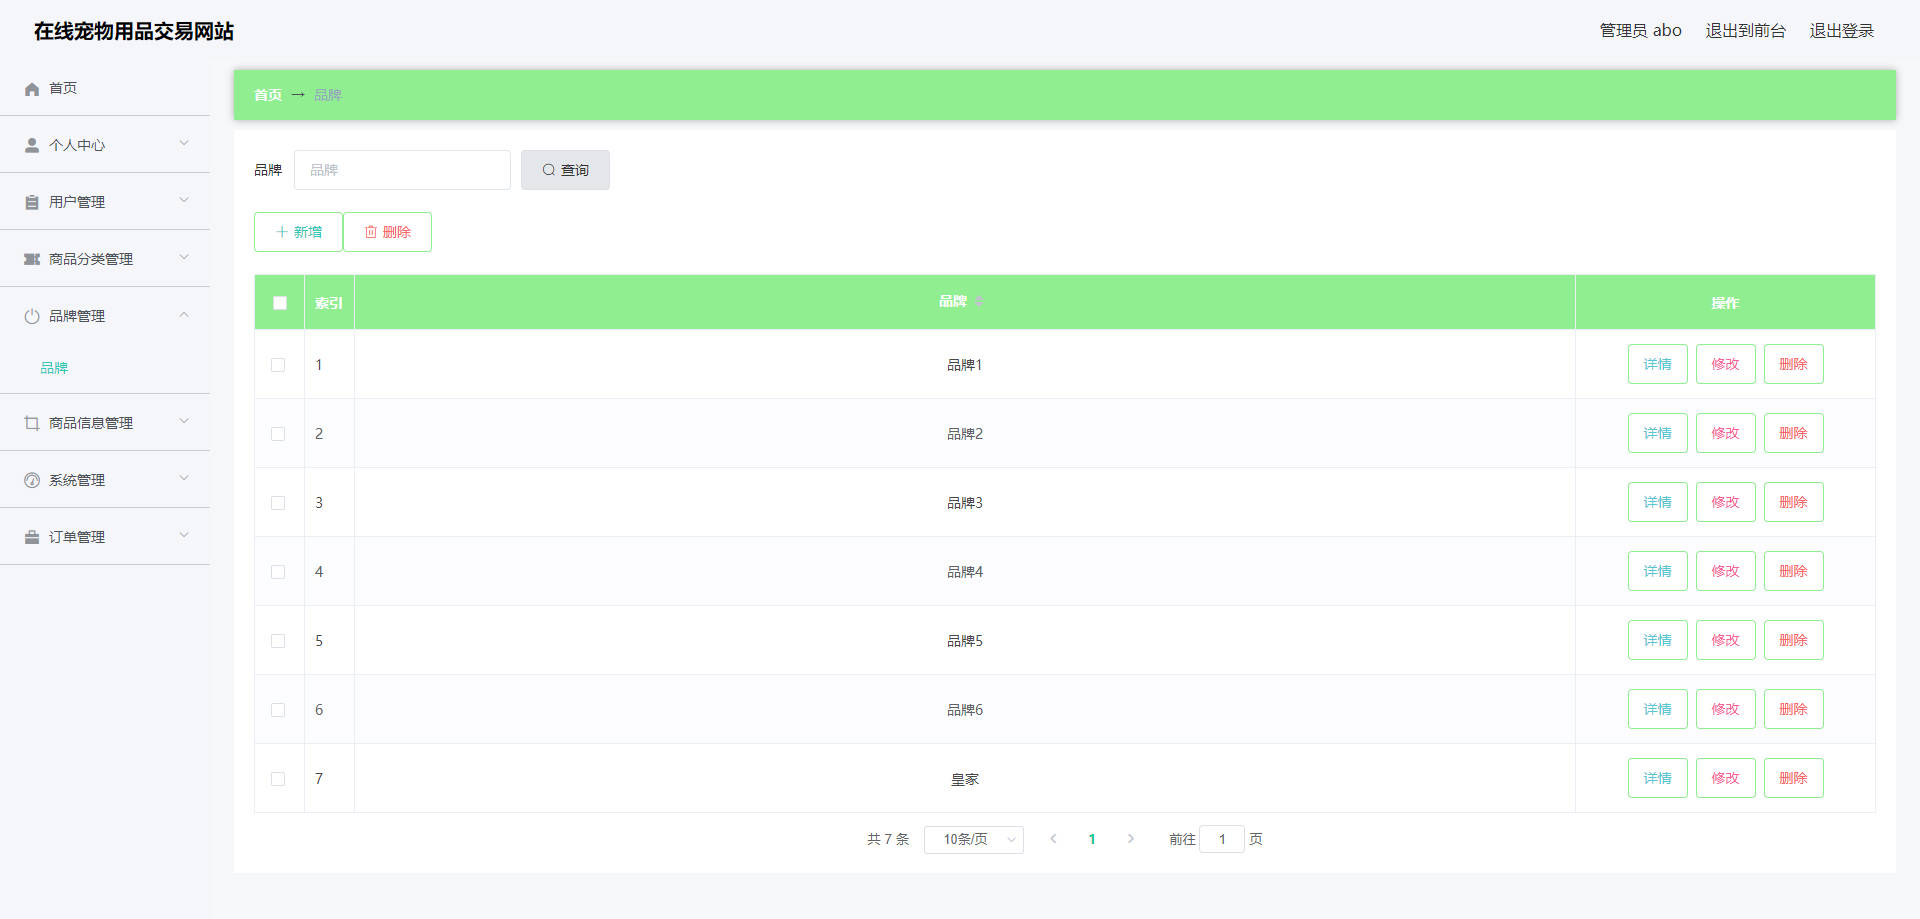 在线宠物用品交易网站
管理员 abo 退出到前台 退出登录
首页
个人中心
用户管理
商品分类管理
品牌管理
品牌
商品信息管理
系统管理
订单管理
首页 → 品牌
品牌 品牌 查询
新增 删除
索引 品牌 操作
1 品牌1 详情 修改 删除
2 品牌2 详情 修改 删除
3 品牌3 详情 修改 删除
4 品牌4 详情 修改 删除
5 品牌5 详情 修改 删除
6 品牌6 详情 修改 删除
7 皇家 详情 修改 删除
共 7 条 10条/页 1 前往 1 页